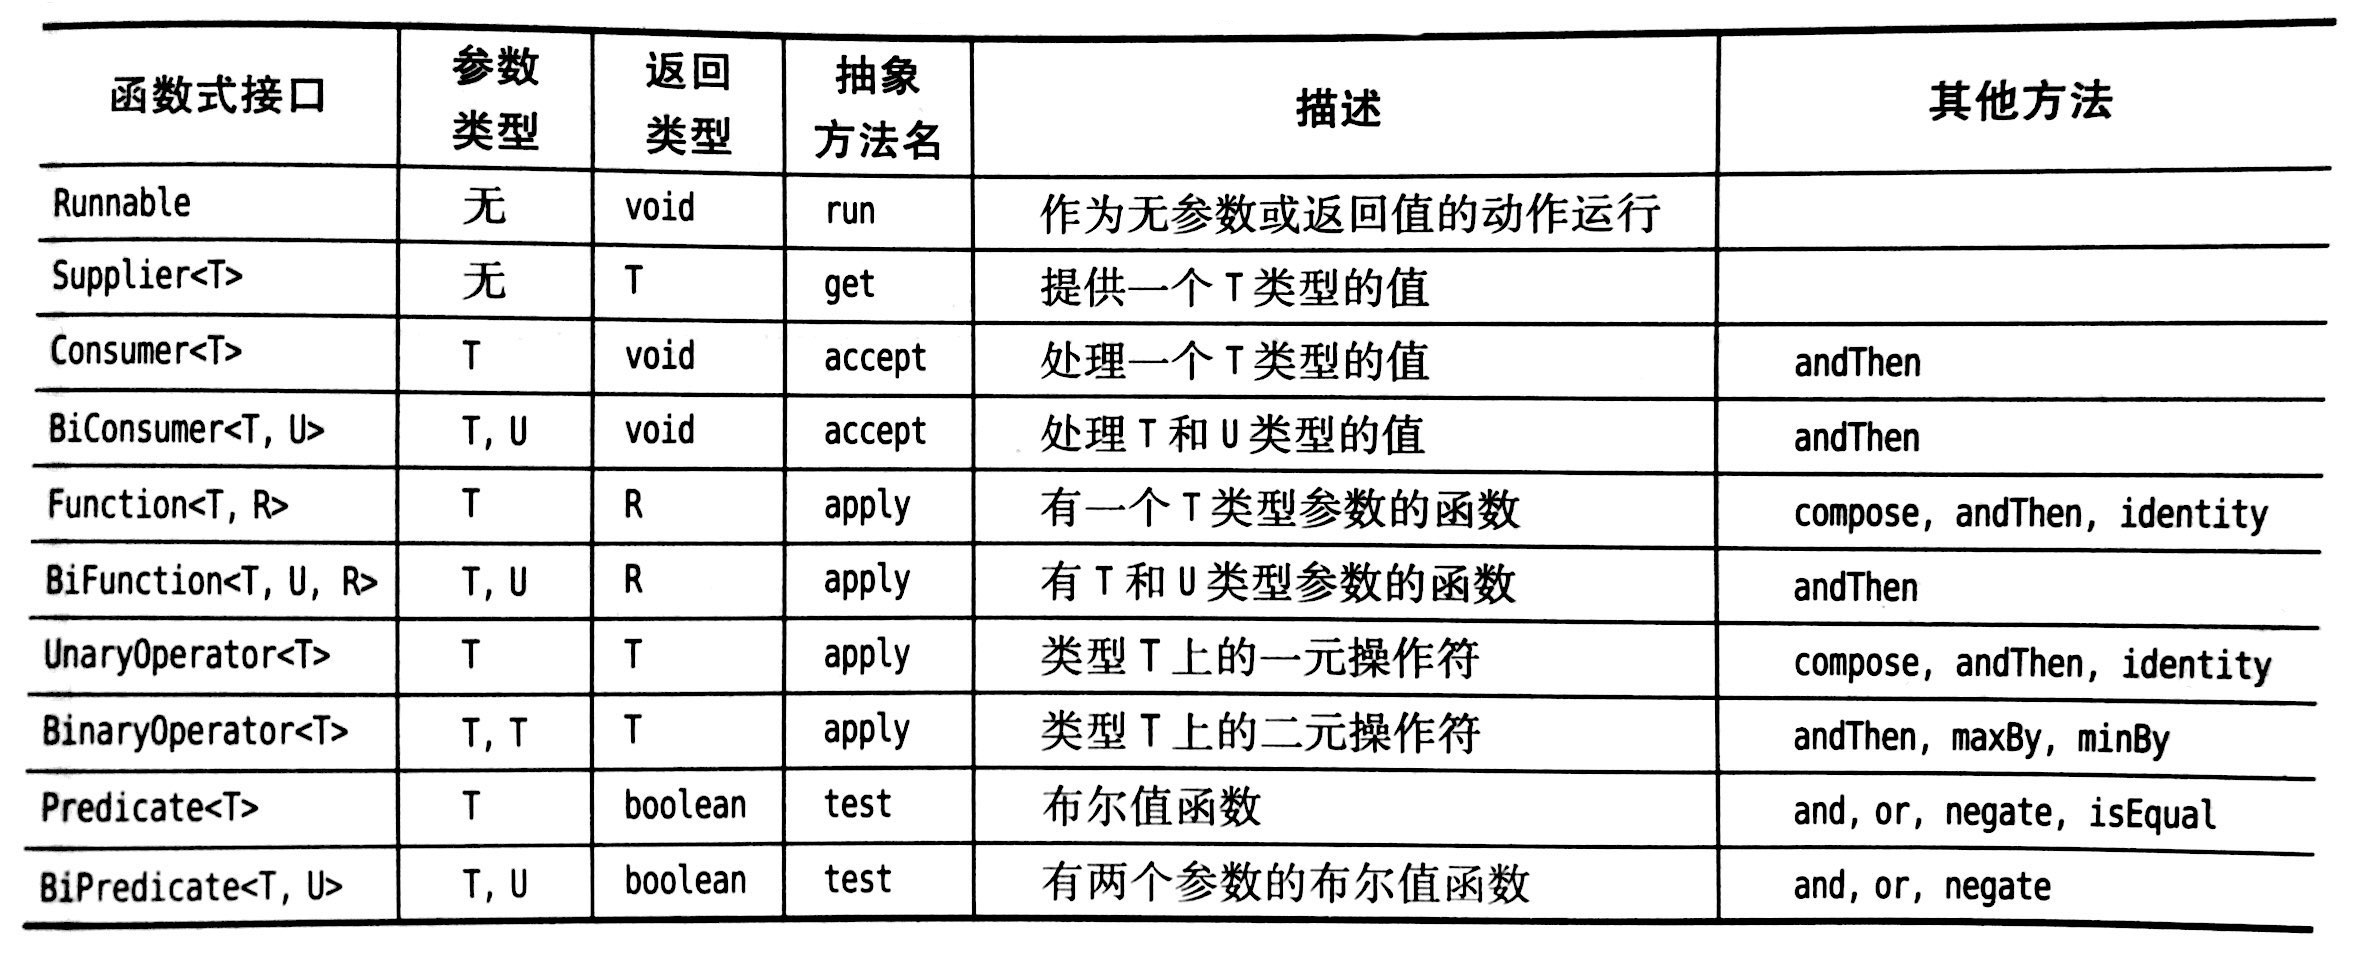 函数式接口 参数类型 返回类型 抽象方法名 描述 其他方法
Runnable 无 void run 作为无参数或返回值的动作运行
Supplier<T> 无 T get 提供一个 T 类型的值
Consumer<T> T void accept 处理一个 T 类型的值 andThen
BiConsumer<T, U> T, U void accept 处理 T 和 U 类型的值 andThen
Function<T, R> T R apply 有一个 T 类型参数的函数 compose, andThen, identity
BiFunction<T, U, R> T, U R apply 有 T 和 U 类型参数的函数 andThen
UnaryOperator<T> T T apply 类型 T 上的一元操作符 compose, andThen, identity
BinaryOperator<T> T, T T apply 类型 T 上的二元操作符 andThen, maxBy, minBy
Predicate<T> T boolean test 布尔值函数 and, or, negate, isEqual
BiPredicate<T, U> T, U boolean test 有两个参数的布尔值函数 and, or, negate